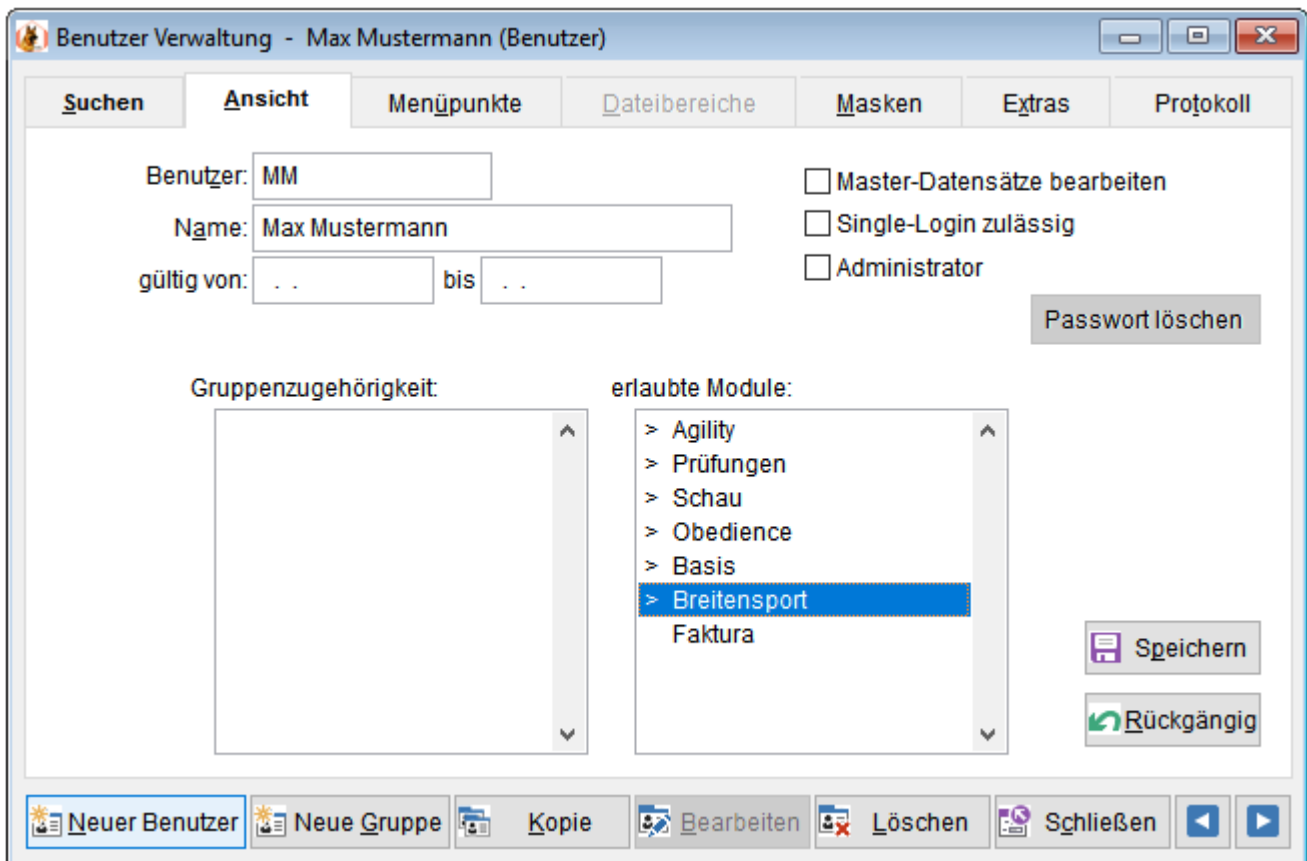 Benutzer Verwaltung - Max Mustermann (Benutzer)
Suchen Ansicht Menüpunkte Dateibereiche Masken Extras Protokoll
Benutzer: MM
Master-Datensätze bearbeiten
Name: Max Mustermann
Single-Login zulässig
gültig von: . . bis . .
Administrator
Passwort löschen
Gruppenzugehörigkeit: erlaubte Module:
> Agility
> Prüfungen
> Schau
> Obedience
> Basis
> Breitensport
Faktura
Speichern
Rückgängig
Neuer Benutzer Neue Gruppe Kopie Bearbeiten Löschen Schließen